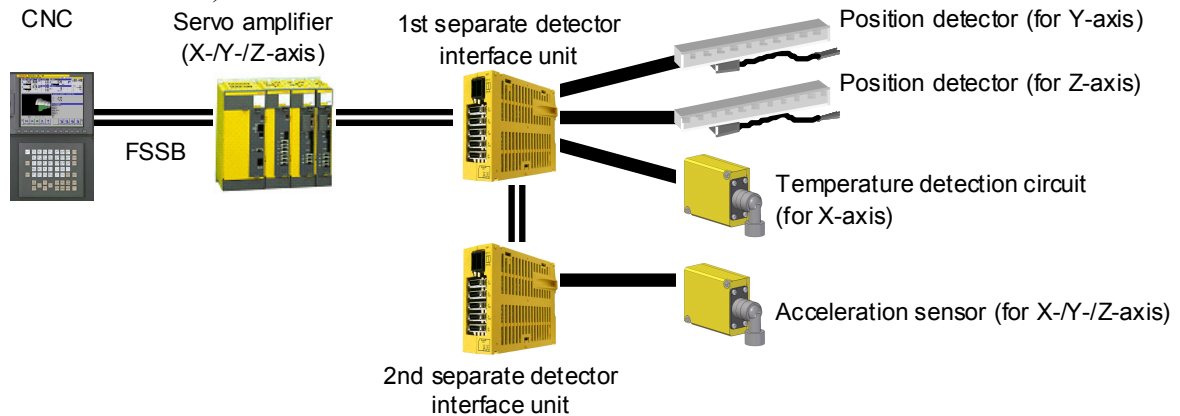 CNC
Servo amplifier
(X-/Y-/Z-axis)
1st separate detector
interface unit
Position detector (for Y-axis)
Position detector (for Z-axis)
FSSB
Temperature detection circuit
(for X-axis)
Acceleration sensor (for X-/Y-/Z-axis)
2nd separate detector
interface unit